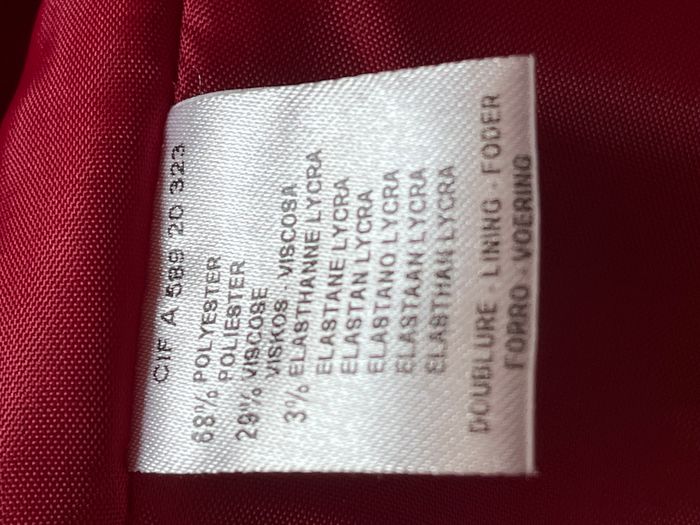 CIF A 589 20 323
68% POLYESTER
POLIESTER
29% VISCOSE
VISKOS - VISCOSA
3% ELASTHANNE LYCRA
ELASTANE LYCRA
ELASTAN LYCRA
ELASTANO LYCRA
ELASTAAN LYCRA
ELASTHAN LYCRA
DOUBLURE - LINING - FODER
FORRO - VOERING